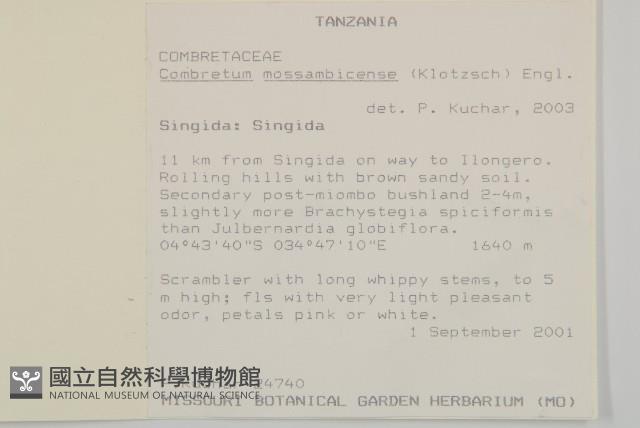 TANZANIA
COMBRETACEAE
Combretum mossambicense (Klotzsch) Engl.
det. P. Kuchar, 2003
Singida: Singida
11 km from Singida on way to Ilongero.
Rolling hills with brown sandy soil.
Secondary post-miombo bushland 2-4m,
slightly more Brachystegia spiciformis
than Julbernardia globiflora.
04°43'40"S 034°47'10"E 1640 m
Scrambler with long whippy stems, to 5
m high; fls with very light pleasant
odor, petals pink or white.
1 September 2001
24740
MISSOURI BOTANICAL GARDEN HERBARIUM (MO)
國立自然科學博物館
NATIONAL MUSEUM OF NATURAL SCIENCE